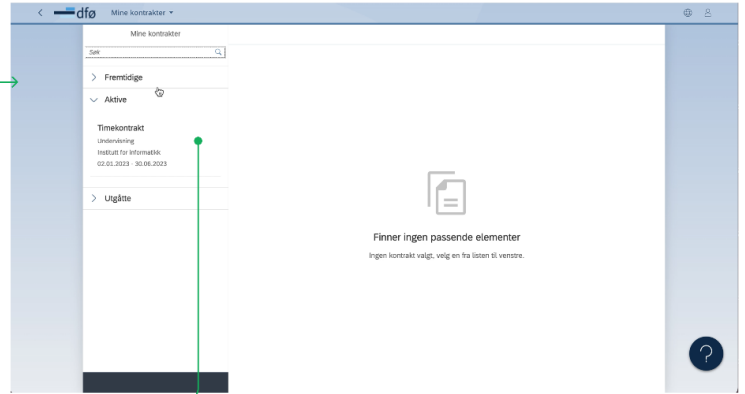 dfø Mine kontrakter
Mine kontrakter
Søk
Fremtidige
Aktive
Timekontrakt
Undervisning
Institutt for Informatikk
02.01.2023 - 30.06.2023
Utgåtte
Finner ingen passende elementer
Ingen kontrakt valgt, velg en fra listen til venstre.
?